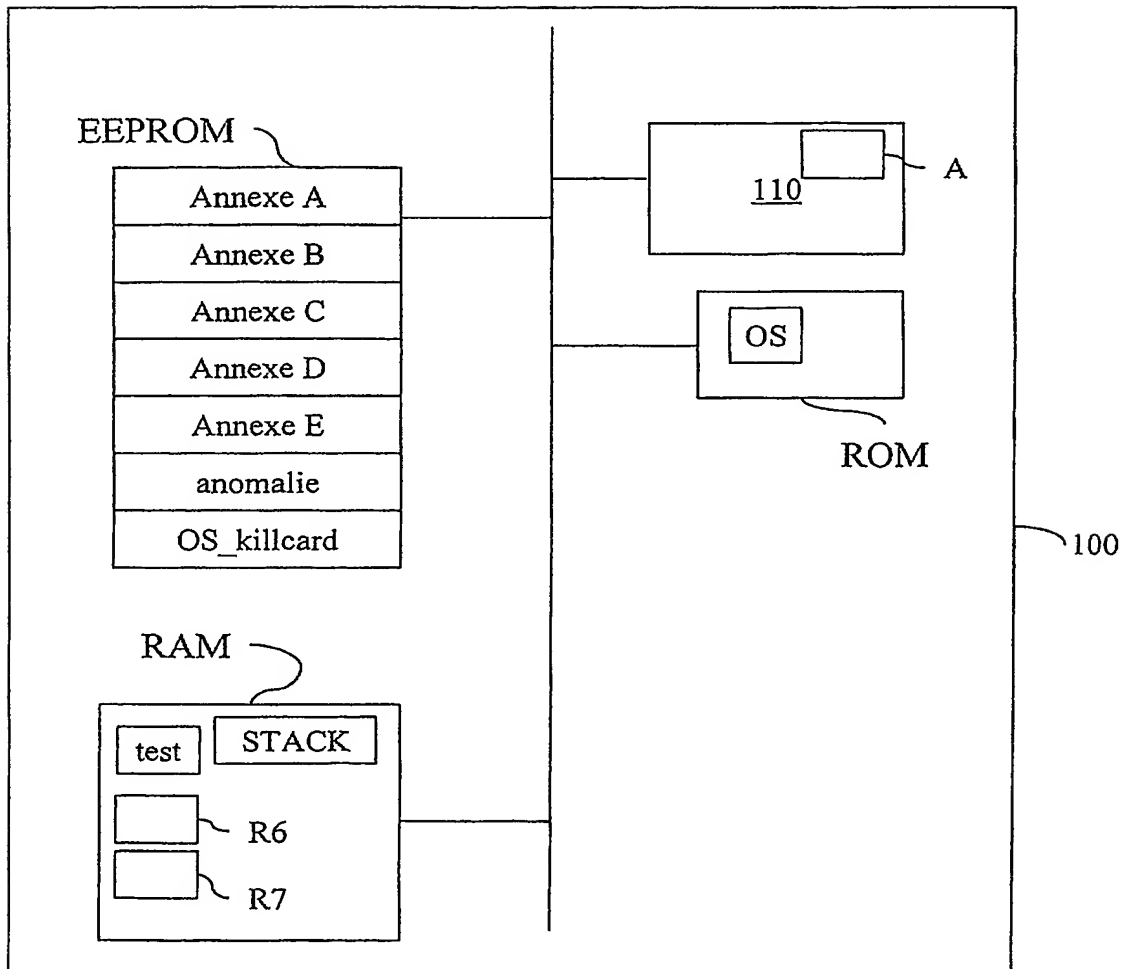 EEPROM
Annexe A
Annexe B
Annexe C
Annexe D
Annexe E
anomalie
OS_killcard
110
A
OS
ROM
100
RAM
test
STACK
R6
R7